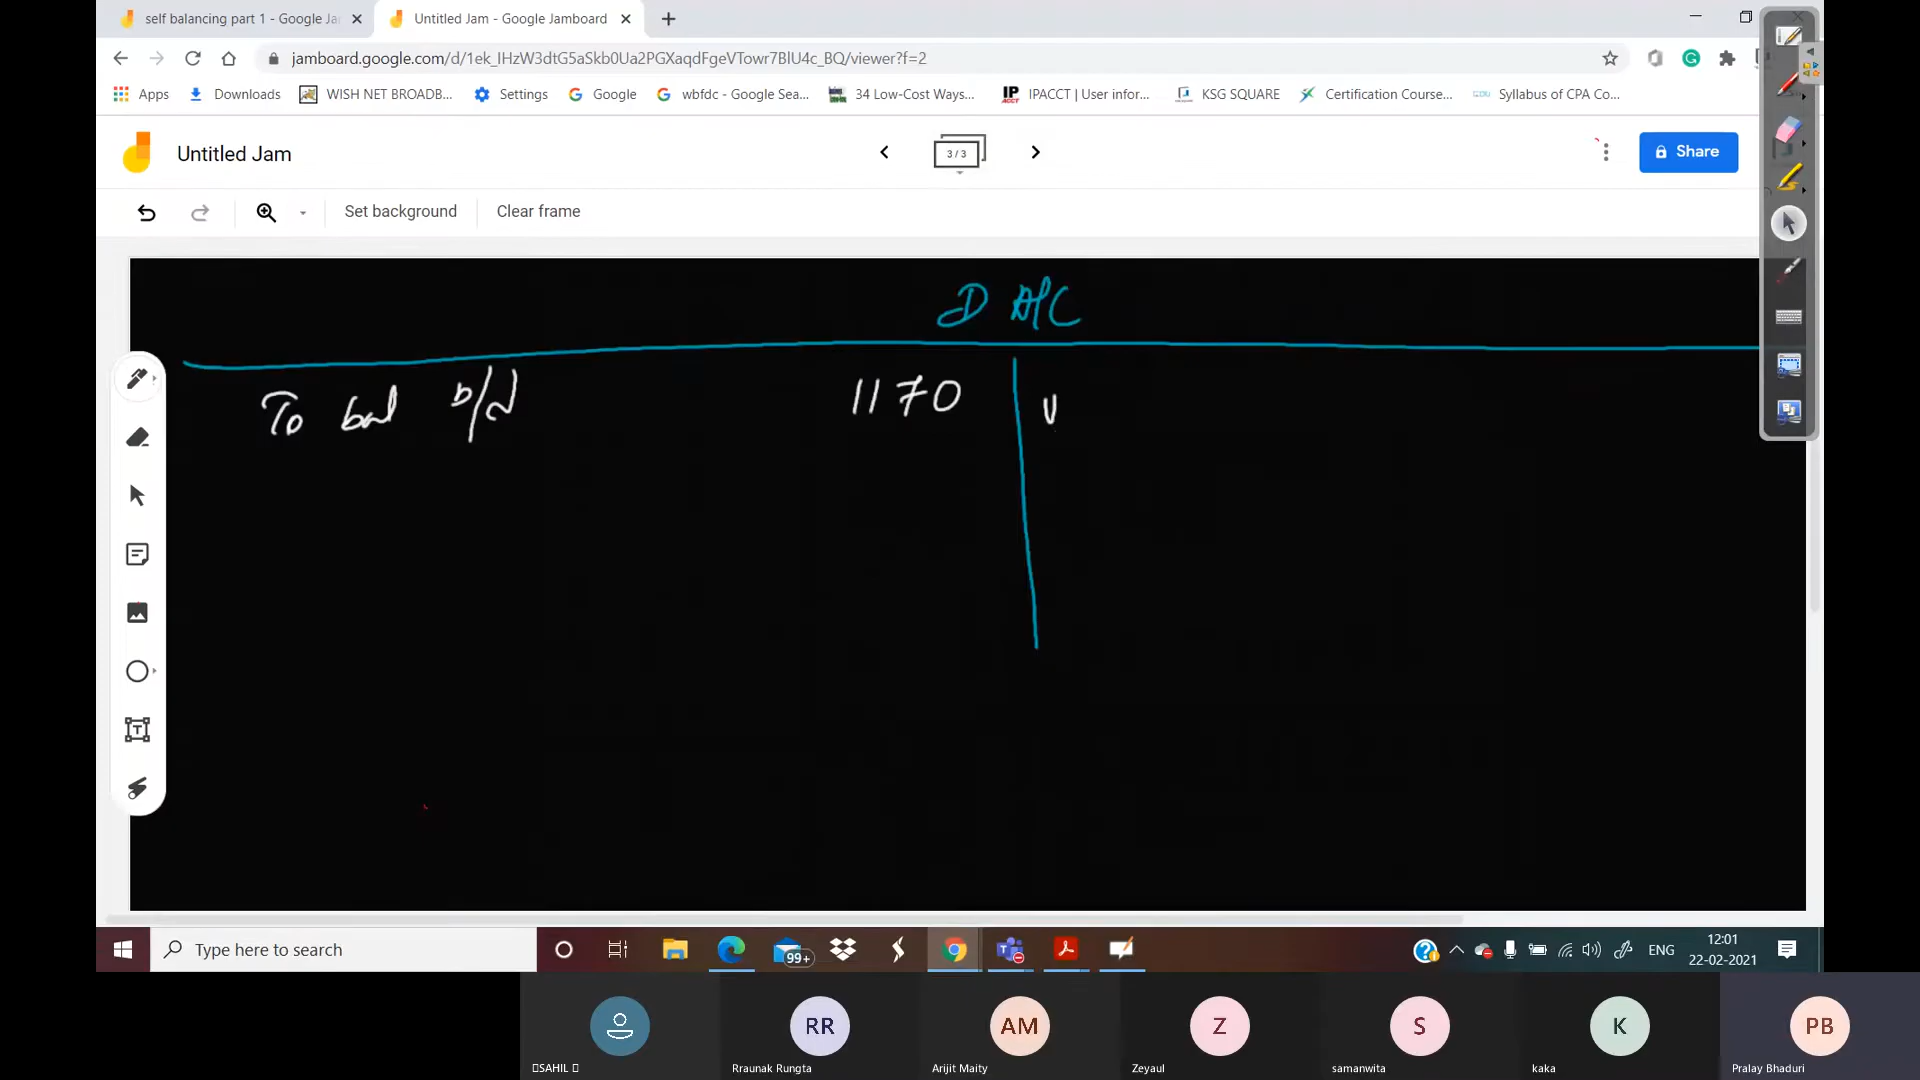 self balancing part 1 - Google Ja
Untitled Jam - Google Jamboard
jamboard.google.com/d/1ek_IHzW3dtG5aSkb0Ua2PGXaqdFgeVTowr7BlU4c_BQ/viewer?f=2
Apps
Downloads
WISH NET BROADB...
Settings
Google
wbfdc - Google Sea...
34 Low-Cost Ways...
IP ACCT
IPACCT | User infor...
KSG SQUARE
Certification Course...
Syllabus of CPA Co...
Untitled Jam
3 / 3
Share
Set background
Clear frame
D A/C
To bal b/d 1170
Type here to search
99+
ENG
12:01
22-02-2021
RR
AM
Z
S
K
PB
SAHIL
Rraunak Rungta
Arijit Maity
Zeyaul
samanwita
kaka
Pralay Bhaduri